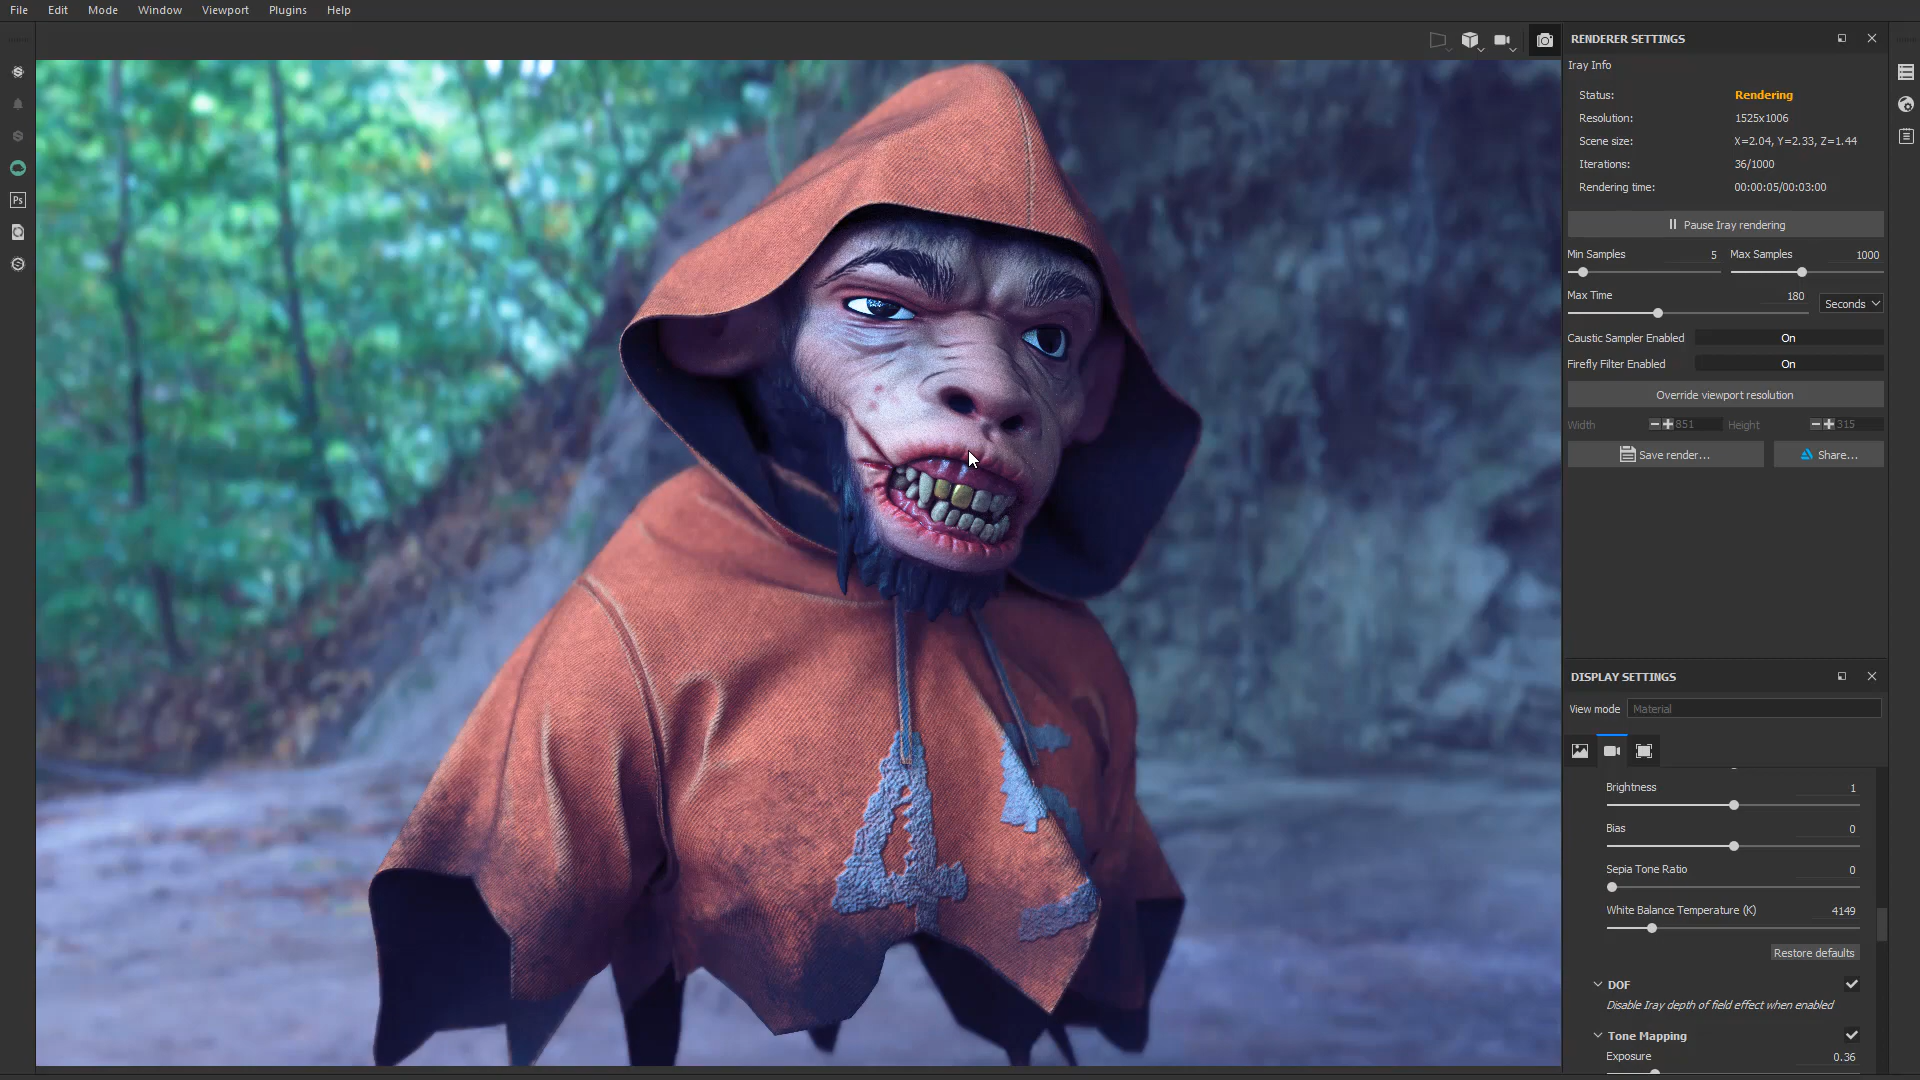 File Edit Mode Window Viewport Plugins Help
RENDERER SETTINGS
Iray Info
Status: Rendering
Resolution: 1525x1006
Scene size: X=2.04, Y=2.33, Z=1.44
Iterations: 36/1000
Rendering time: 00:00:05/00:03:00
Pause Iray rendering
Min Samples 5 Max Samples 1000
Max Time 180 Seconds
Caustic Sampler Enabled On
Firefly Filter Enabled On
Override viewport resolution
Width 851 Height 315
Save render... Share...
DISPLAY SETTINGS
View mode Material
Brightness 1
Bias 0
Sepia Tone Ratio 0
White Balance Temperature (K) 4149
Restore defaults
DOF
Disable Iray depth of field effect when enabled
Tone Mapping
Exposure 0.36
Ps